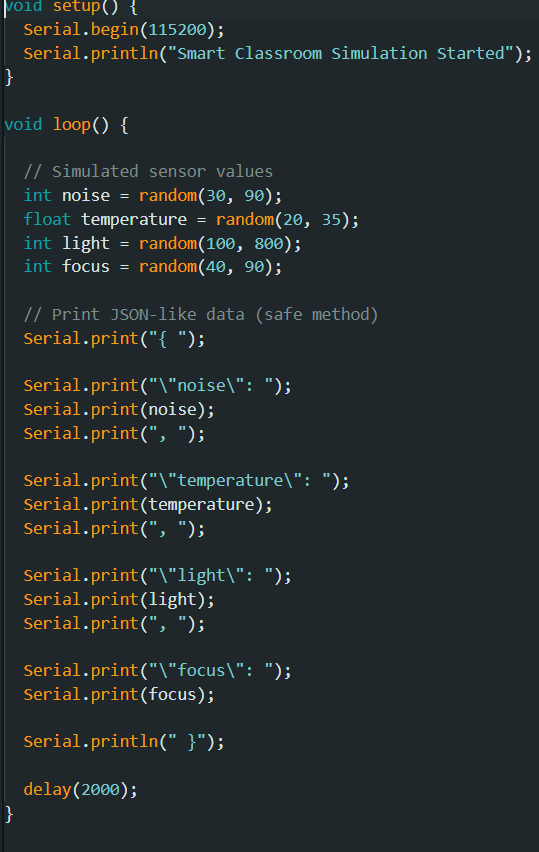 void setup() {
  Serial.begin(115200);
  Serial.println("Smart Classroom Simulation Started");
}

void loop() {

  // Simulated sensor values
  int noise = random(30, 90);
  float temperature = random(20, 35);
  int light = random(100, 800);
  int focus = random(40, 90);

  // Print JSON-like data (safe method)
  Serial.print("{ ");

  Serial.print("\"noise\": ");
  Serial.print(noise);
  Serial.print(", ");

  Serial.print("\"temperature\": ");
  Serial.print(temperature);
  Serial.print(", ");

  Serial.print("\"light\": ");
  Serial.print(light);
  Serial.print(", ");

  Serial.print("\"focus\": ");
  Serial.print(focus);

  Serial.println(" }");

  delay(2000);
}